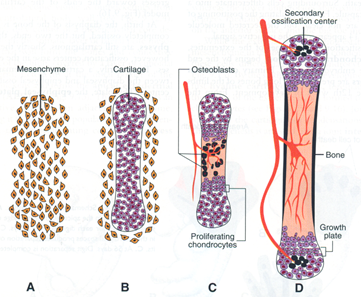 Secondary
ossification center
Mesenchyme
Cartilage
Osteoblasts
Bone
Growth
plate
Proliferating
chondrocytes
A
B
C
D